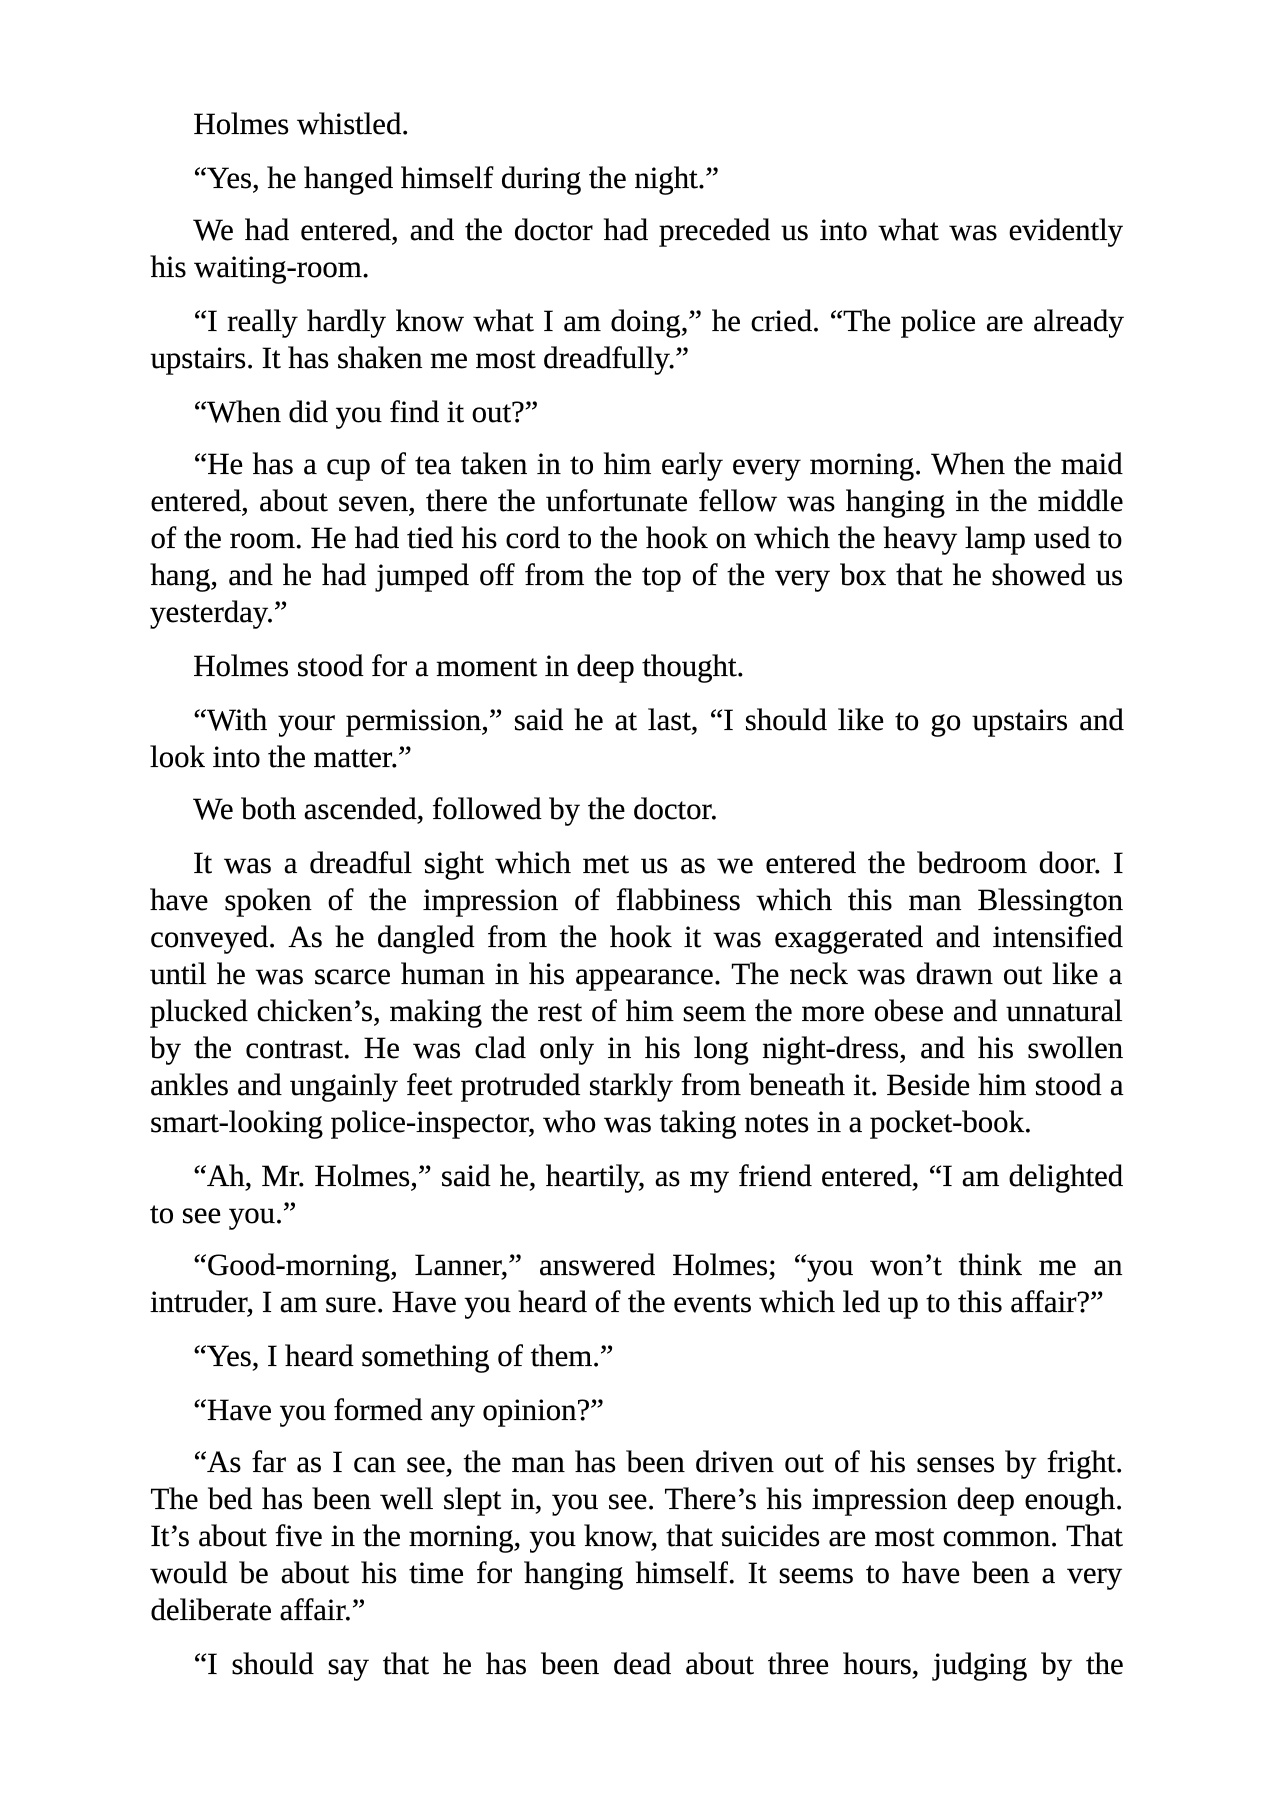 Holmes whistled.
“Yes, he hanged himself during the night.”
We had entered, and the doctor had preceded us into what was evidently
his waiting-room.
“I really hardly know what I am doing,” he cried. “The police are already
upstairs. It has shaken me most dreadfully.”
“When did you find it out?”
“He has a cup of tea taken in to him early every morning. When the maid
entered, about seven, there the unfortunate fellow was hanging in the middle
of the room. He had tied his cord to the hook on which the heavy lamp used to
hang, and he had jumped off from the top of the very box that he showed us
yesterday.”
Holmes stood for a moment in deep thought.
“With your permission,” said he at last, “I should like to go upstairs and
look into the matter.”
We both ascended, followed by the doctor.
It was a dreadful sight which met us as we entered the bedroom door. I
have spoken of the impression of flabbiness which this man Blessington
conveyed. As he dangled from the hook it was exaggerated and intensified
until he was scarce human in his appearance. The neck was drawn out like a
plucked chicken’s, making the rest of him seem the more obese and unnatural
by the contrast. He was clad only in his long night-dress, and his swollen
ankles and ungainly feet protruded starkly from beneath it. Beside him stood a
smart-looking police-inspector, who was taking notes in a pocket-book.
“Ah, Mr. Holmes,” said he, heartily, as my friend entered, “I am delighted
to see you.”
“Good-morning, Lanner,” answered Holmes; “you won’t think me an
intruder, I am sure. Have you heard of the events which led up to this affair?”
“Yes, I heard something of them.”
“Have you formed any opinion?”
“As far as I can see, the man has been driven out of his senses by fright.
The bed has been well slept in, you see. There’s his impression deep enough.
It’s about five in the morning, you know, that suicides are most common. That
would be about his time for hanging himself. It seems to have been a very
deliberate affair.”
“I should say that he has been dead about three hours, judging by the